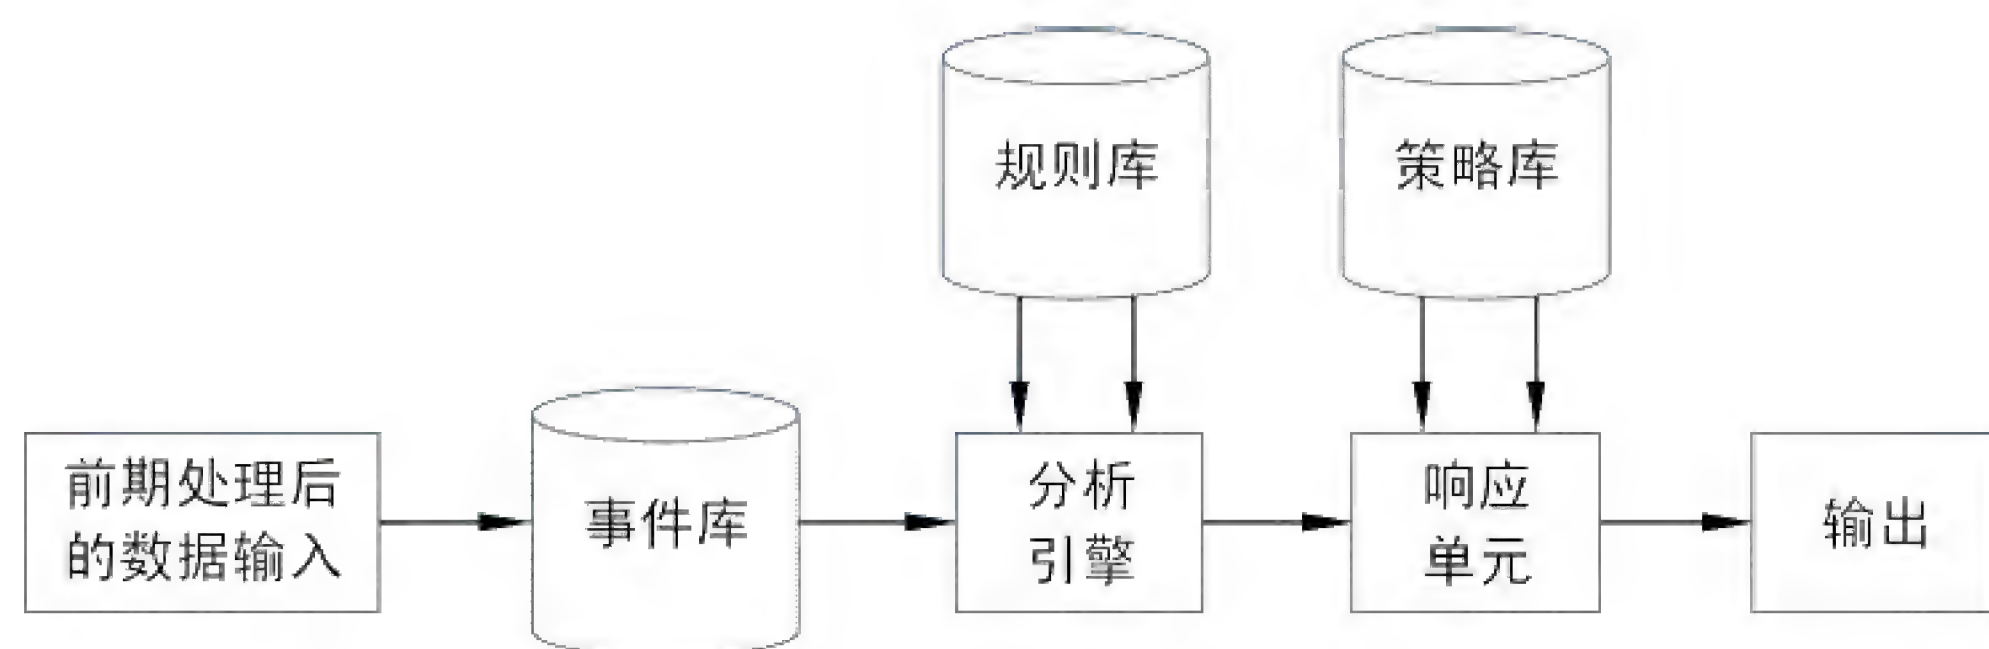 规则库
策略库
前期处理后
的数据输入
事件库
分析
引擎
响应
单元
输出